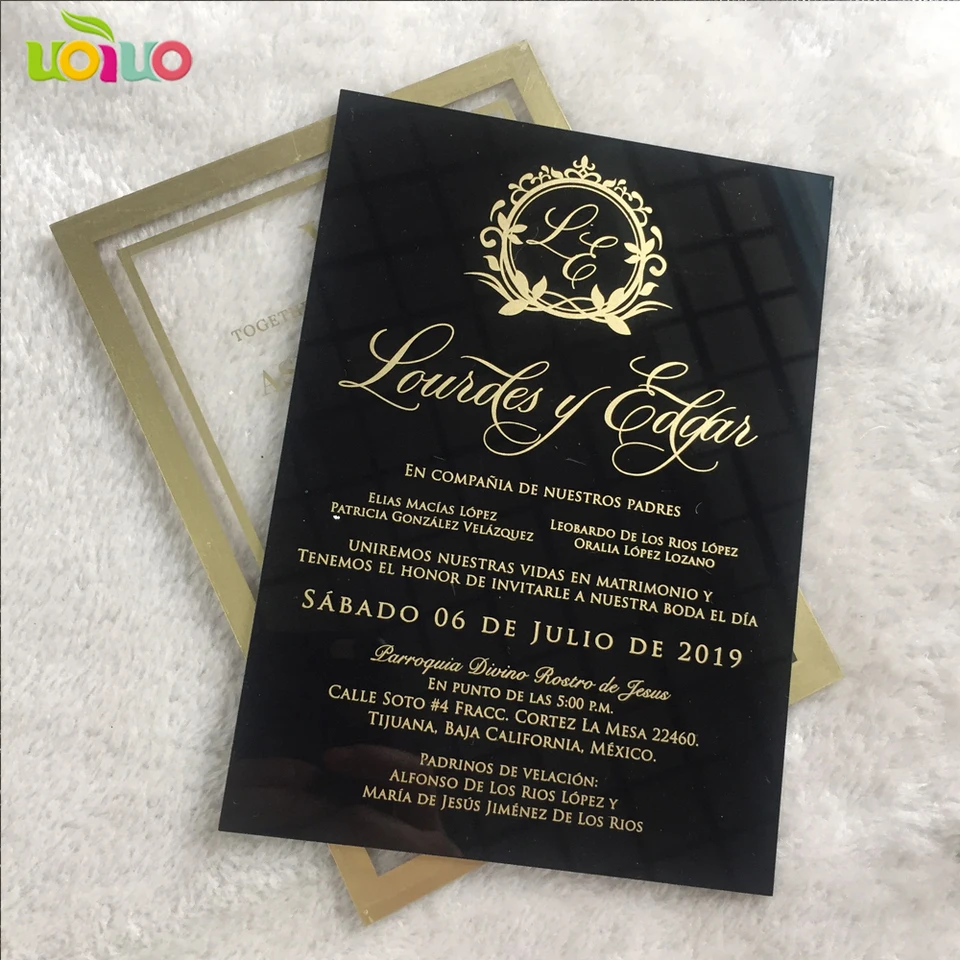 uoiuo
TOGETH
L E
Lourdes y Edgar
EN COMPAÑIA DE NUESTROS PADRES
ELIAS MACÍAS LÓPEZ
PATRICIA GONZÁLEZ VELÁZQUEZ
LEOBARDO DE LOS RIOS LÓPEZ
ORALIA LÓPEZ LOZANO
UNIREMOS NUESTRAS VIDAS EN MATRIMONIO Y
TENEMOS EL HONOR DE INVITARLE A NUESTRA BODA EL DÍA
SÁBADO 06 DE JULIO DE 2019
Parroquia Divino Rostro de Jesus
EN PUNTO DE LAS 5:00 P.M.
CALLE SOTO #4 FRACC. CORTEZ LA MESA 22460.
TIJUANA, BAJA CALIFORNIA, MÉXICO.
PADRINOS DE VELACIÓN:
ALFONSO DE LOS RIOS LÓPEZ Y
MARÍA DE JESÚS JIMÉNEZ DE LOS RIOS